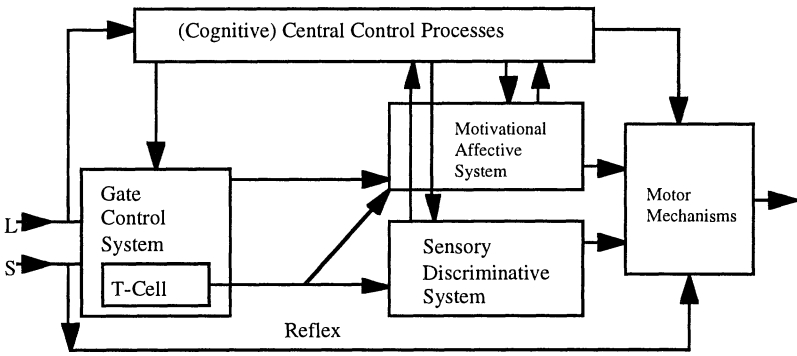 (Cognitive) Central Control Processes
Motivational
Affective
System
Gate
Control
System
Motor
Mechanisms
L
S
T-Cell
Sensory
Discriminative
System
Reflex